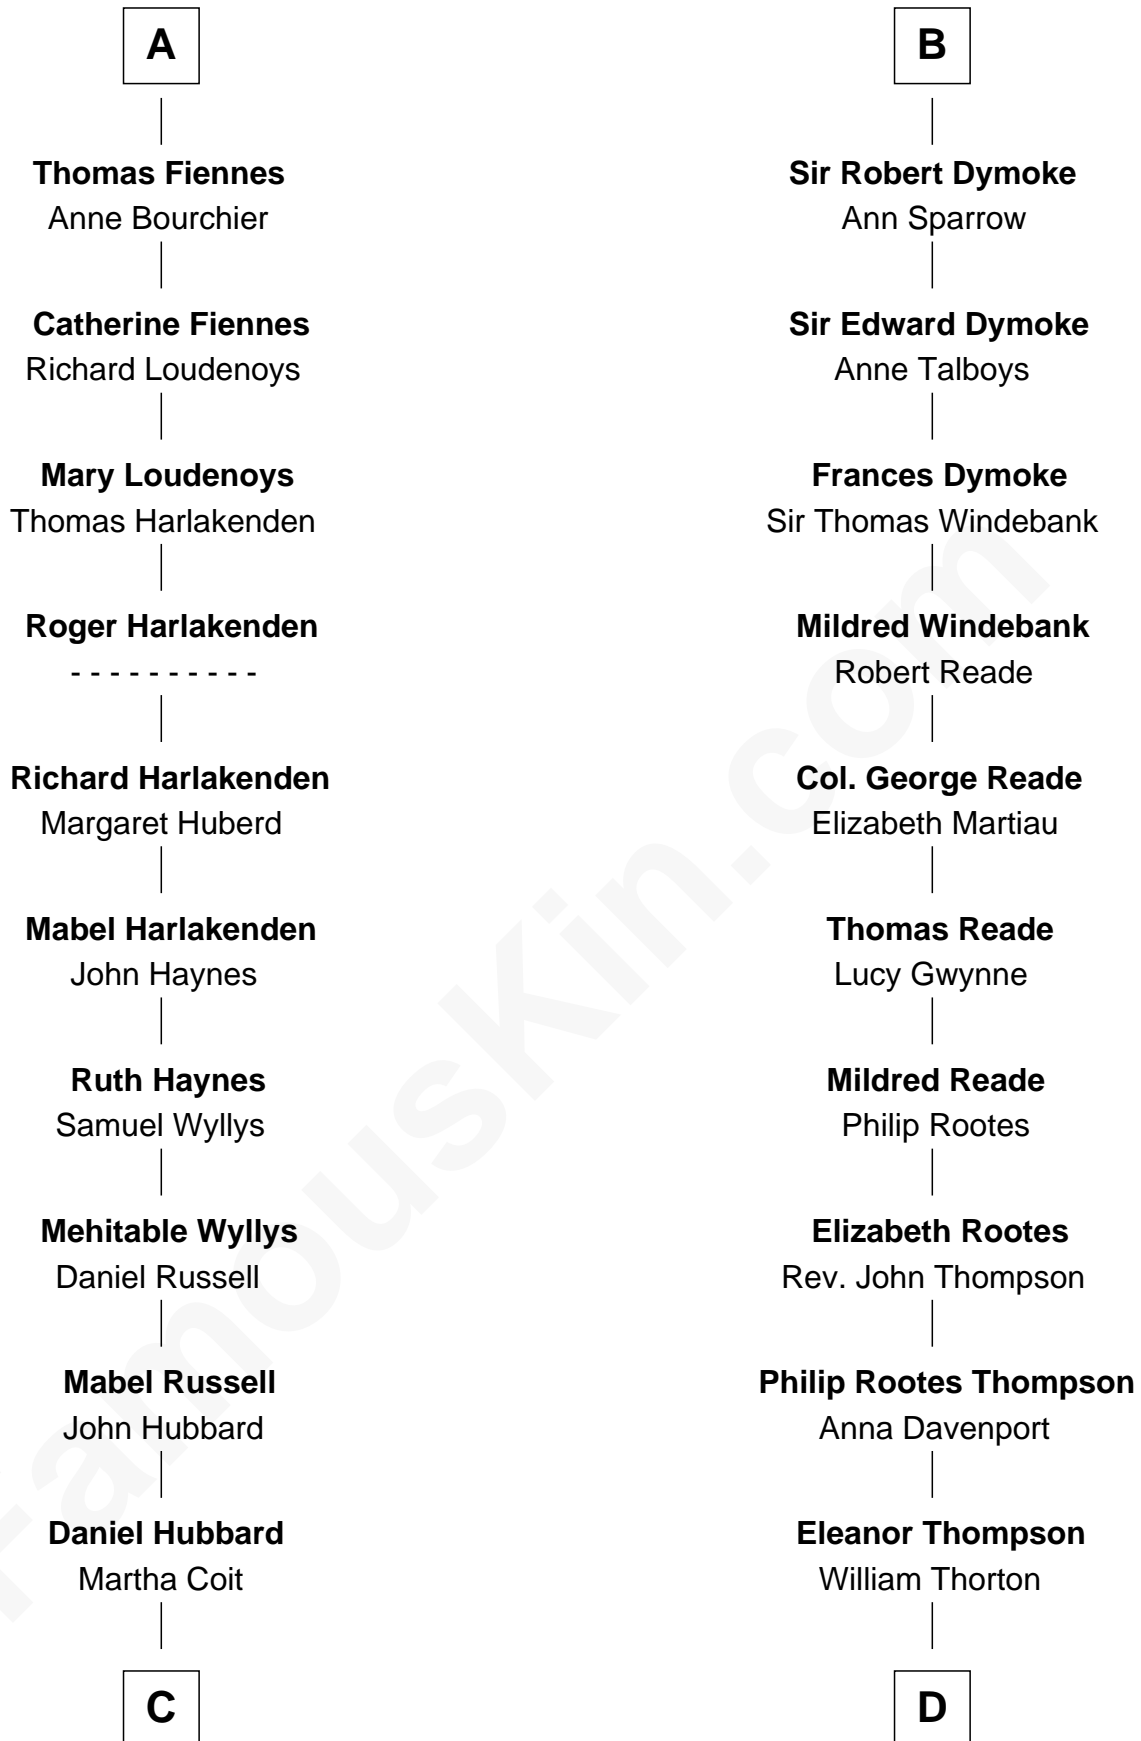 A
Thomas Fiennes
Anne Bourchier
Catherine Fiennes
Richard Loudenoys
Mary Loudenoys
Thomas Harlakenden
Roger Harlakenden
- - - - - - - - - -
Richard Harlakenden
Margaret Huberd
Mabel Harlakenden
John Haynes
Ruth Haynes
Samuel Wyllys
Mehitable Wyllys
Daniel Russell
Mabel Russell
John Hubbard
Daniel Hubbard
Martha Coit
C
B
Sir Robert Dymoke
Ann Sparrow
Sir Edward Dymoke
Anne Talboys
Frances Dymoke
Sir Thomas Windebank
Mildred Windebank
Robert Reade
Col. George Reade
Elizabeth Martiau
Thomas Reade
Lucy Gwynne
Mildred Reade
Philip Rootes
Elizabeth Rootes
Rev. John Thompson
Philip Rootes Thompson
Anna Davenport
Eleanor Thompson
William Thorton
D
FamousKin.com